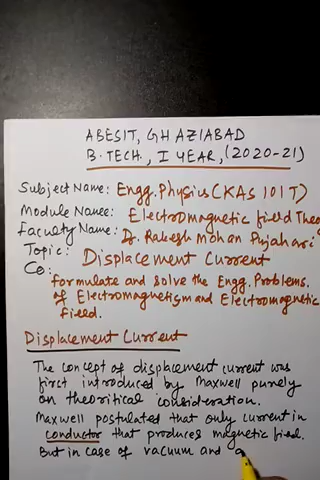 ABESIT, GHAZIABAD
B.TECH., I YEAR, (2020-21)
Subject Name: Engg. Physics (KAS 101T)
Module Name: Electromagnetic field Theo
Faculty Name: Dr. Rakesh Mohan Pujahari
Topic: Displacement Current
Co:
formulate and solve the Engg. Problems
of Electromagnetism and Electromagnetic
field.
Displacement Current
The concept of displacement current was
first introduced by Maxwell purely
on theoritical consideration.
Maxwell postulated that only current in
conductor that produces magnetic field.
But in case of vacuum and